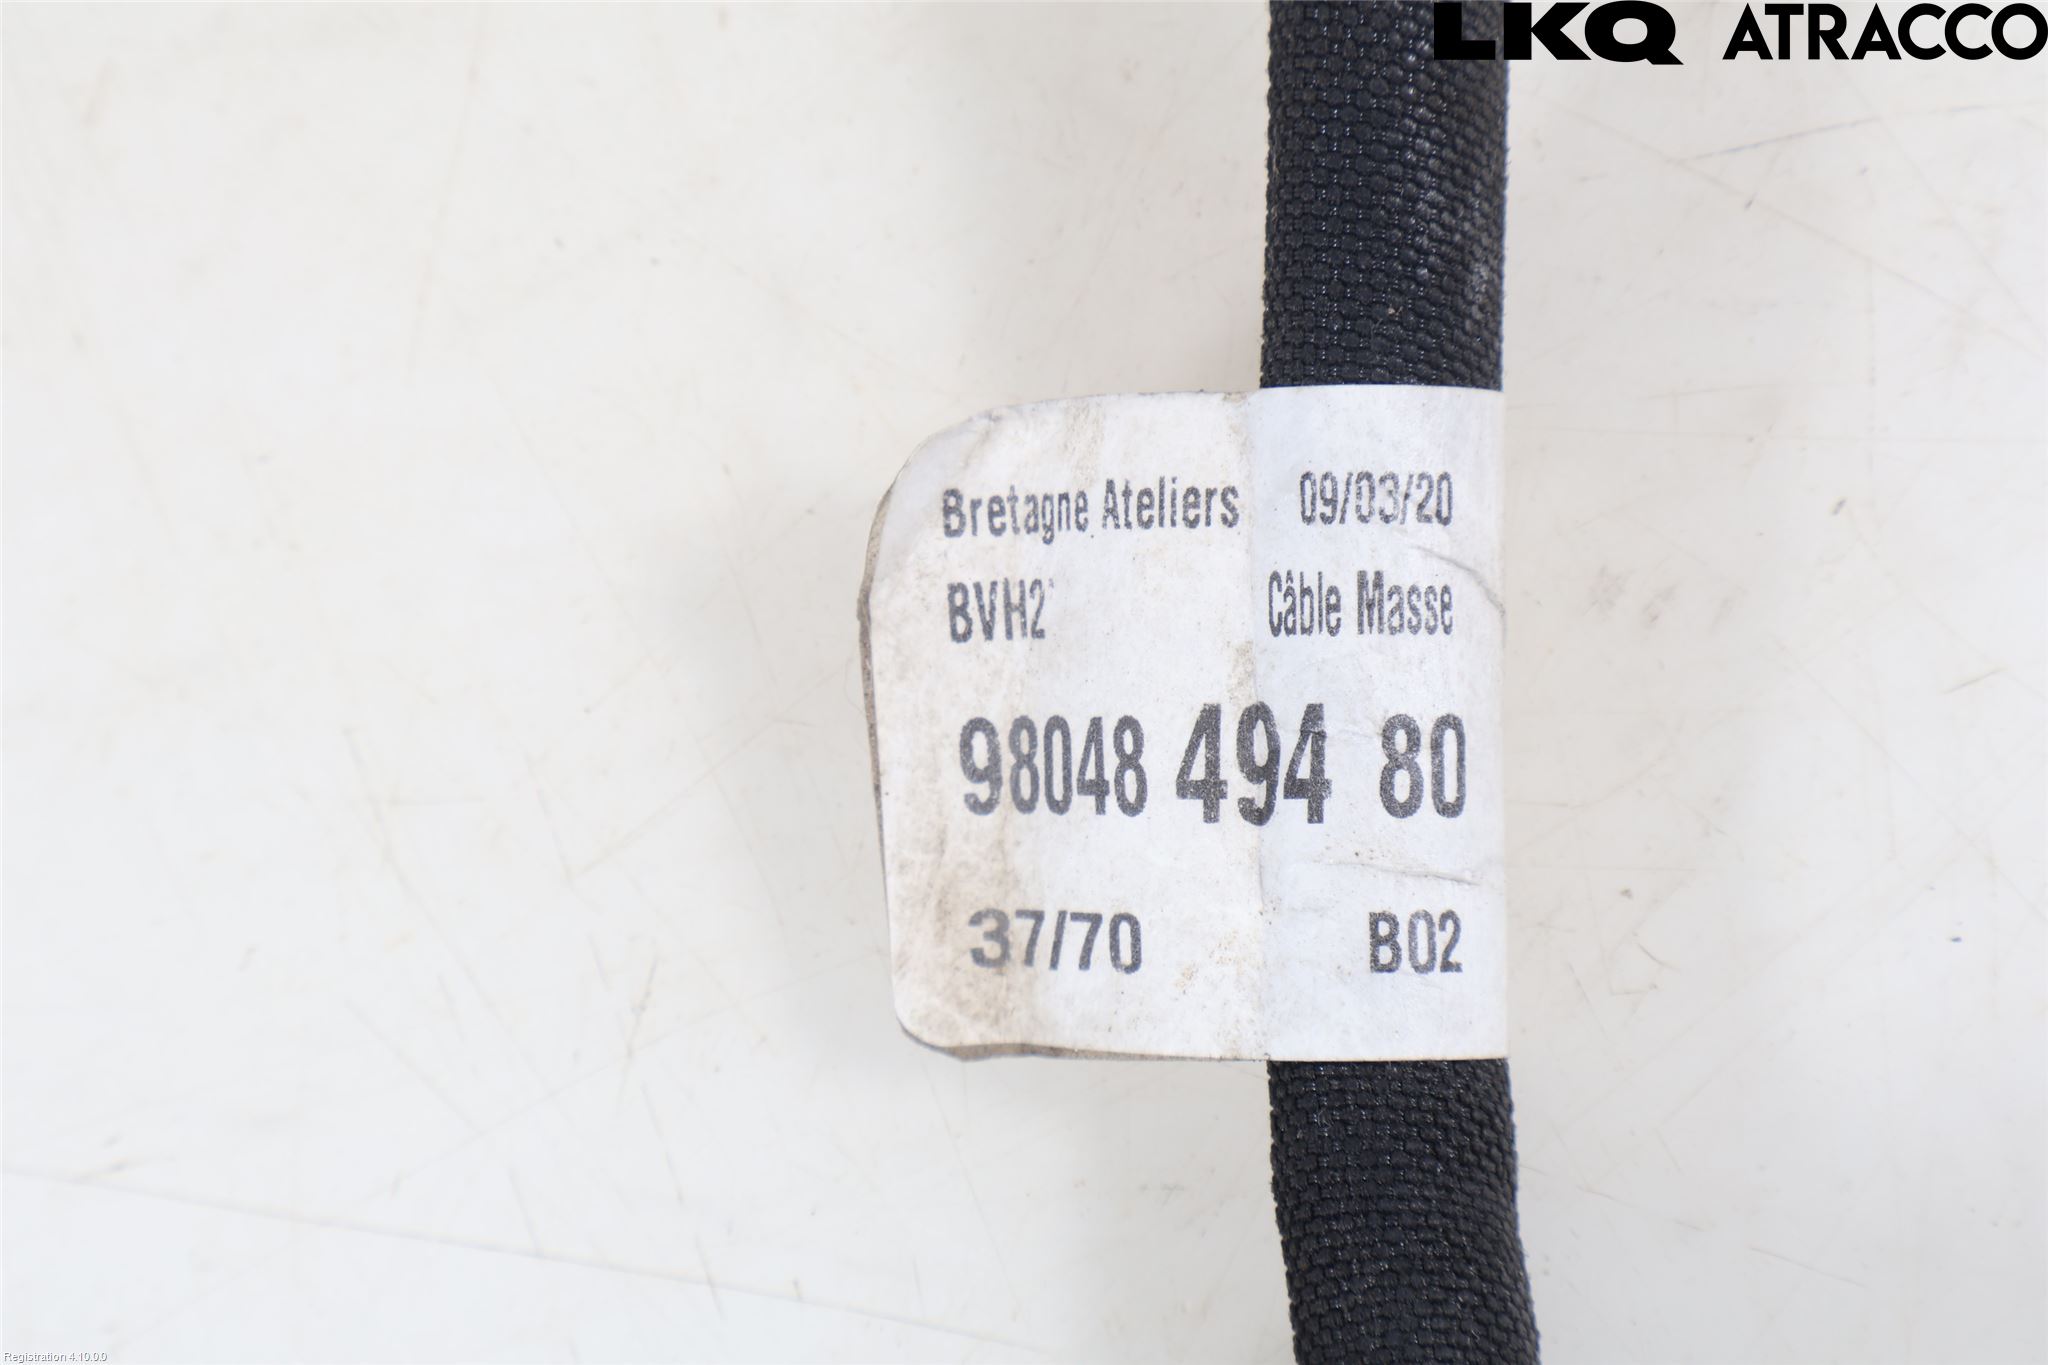 LKQ ATRACCO
Bretagne Ateliers 09/03/20
BVH2 Câble Masse
98048 494 80
37/70 B02
Registration 4.10.0.0